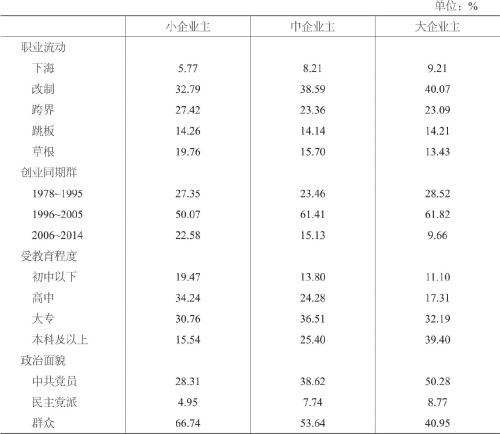 单位：%
小企业主 中企业主 大企业主
职业流动
下海 5.77 8.21 9.21
改制 32.79 38.59 40.07
跨界 27.42 23.36 23.09
跳板 14.26 14.14 14.21
草根 19.76 15.70 13.43
创业同期群
1978~1995 27.35 23.46 28.52
1996~2005 50.07 61.41 61.82
2006~2014 22.58 15.13 9.66
受教育程度
初中以下 19.47 13.80 11.10
高中 34.24 24.28 17.31
大专 30.76 36.51 32.19
本科及以上 15.54 25.40 39.40
政治面貌
中共党员 28.31 38.62 50.28
民主党派 4.95 7.74 8.77
群众 66.74 53.64 40.95